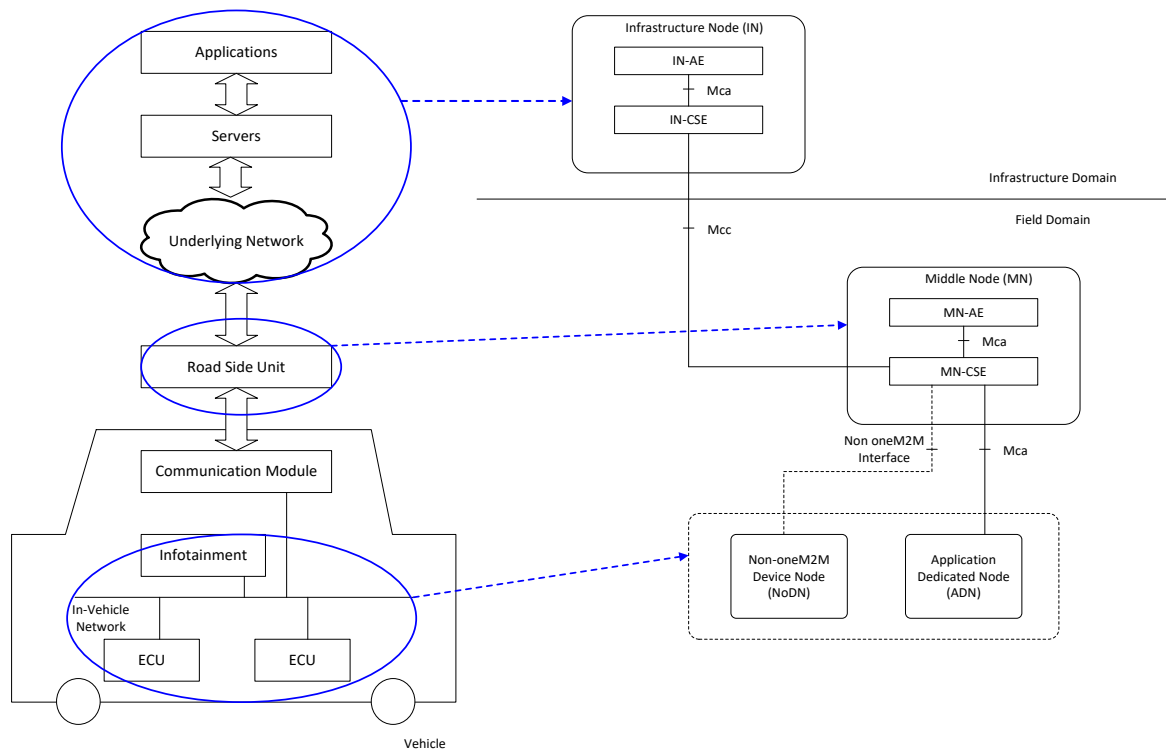 Applications
Servers
Underlying Network
Road Side Unit
Communication Module
Infotainment
In-Vehicle
Network
ECU
ECU
Vehicle
Infrastructure Node (IN)
IN-AE
Mca
IN-CSE
Infrastructure Domain
Field Domain
Mcc
Middle Node (MN)
MN-AE
Mca
MN-CSE
Non oneM2M
Interface
Mca
Non-oneM2M
Device Node
(NoDN)
Application
Dedicated Node
(ADN)